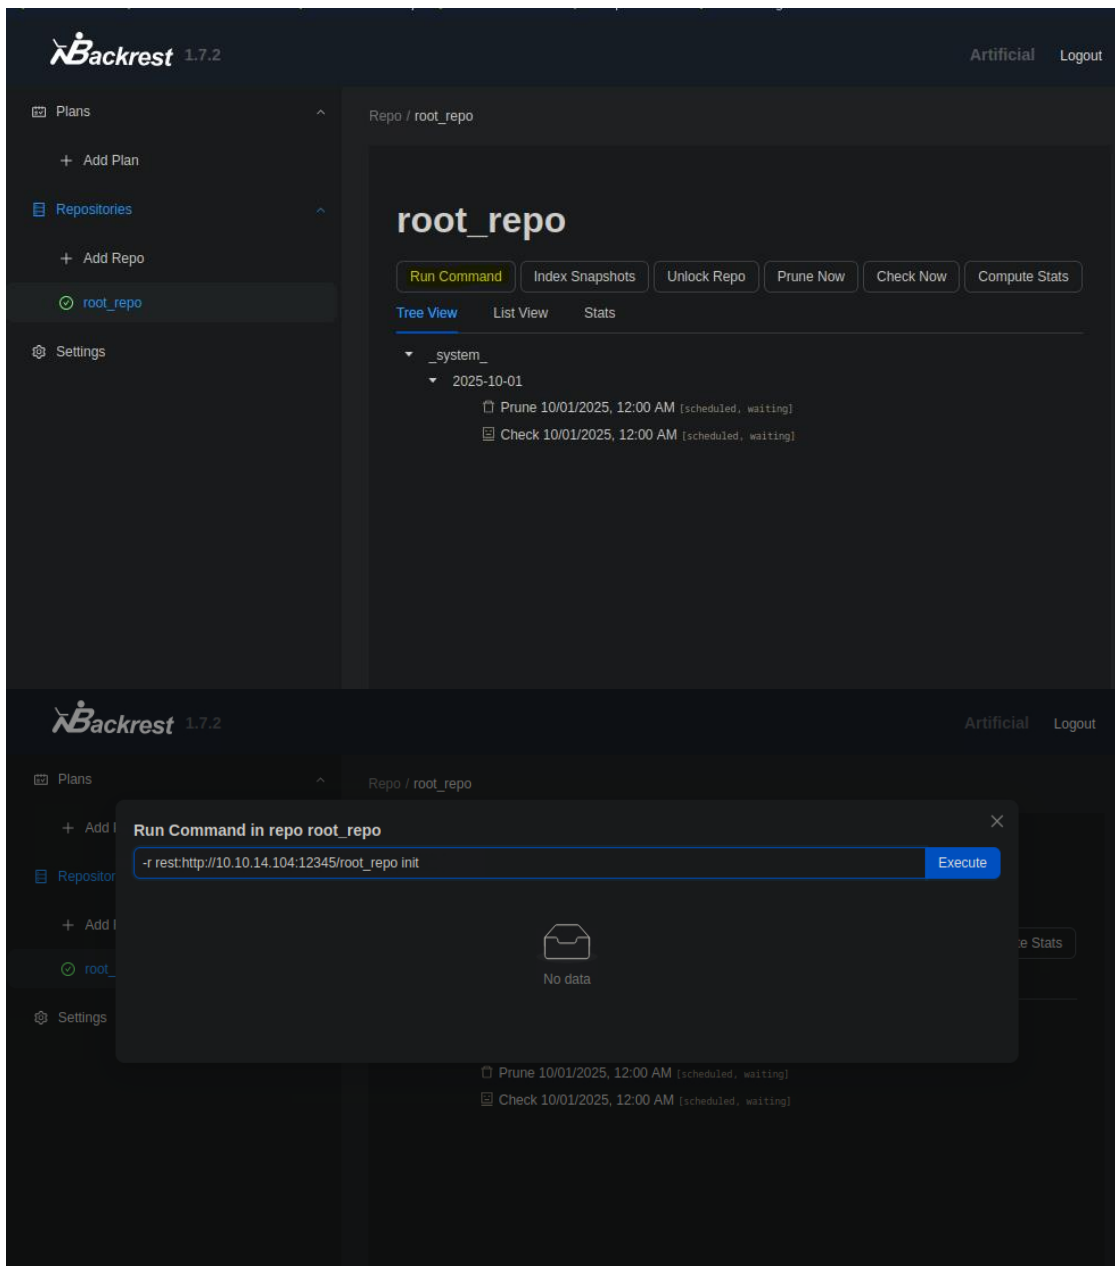 Backrest 1.7.2
Artificial Logout
Plans
Repo / root_repo
Add Plan
Repositories
root_repo
Add Repo
Run Command Index Snapshots Unlock Repo Prune Now Check Now Compute Stats
root_repo
Tree View List View Stats
Settings
_system_
2025-10-01
Prune 10/01/2025, 12:00 AM [scheduled, waiting]
Check 10/01/2025, 12:00 AM [scheduled, waiting]
Backrest 1.7.2
Artificial Logout
Plans
Repo / root_repo
Add
Run Command in repo root_repo
-r rest:http://10.10.14.104:12345/root_repo init Execute
Repositor
Add
Stats
No data
root_
Settings
Prune 10/01/2025, 12:00 AM [scheduled, waiting]
Check 10/01/2025, 12:00 AM [scheduled, waiting]